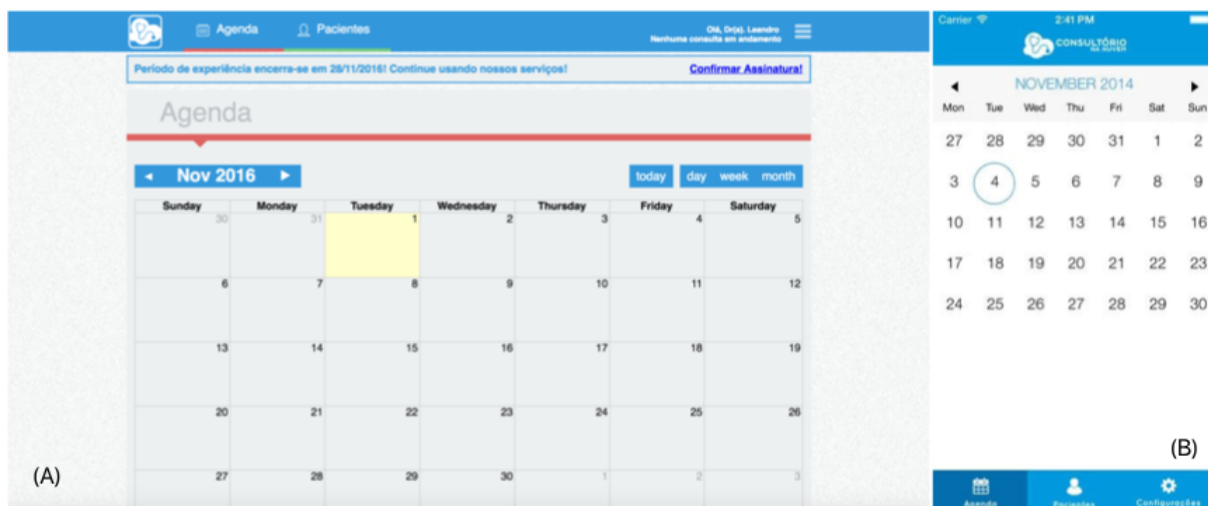 Agenda
Pacientes
Olá, Dr(a). Leandro
Nenhuma consulta em andamento
Período de experiência encerra-se em 28/11/2016! Continue usando nossos serviços!
Confirmar Assinatura!
Agenda
Nov 2016
today day week month
Sunday Monday Tuesday Wednesday Thursday Friday Saturday
30 31 1 2 3 4 5
6 7 8 9 10 11 12
13 14 15 16 17 18 19
20 21 22 23 24 25 26
27 28 29 30 1 2 3
(A)
Carrier 2:41 PM
CONSULTÓRIO
NA NUVEM
NOVEMBER 2014
Mon Tue Wed Thu Fri Sat Sun
27 28 29 30 31 1 2
3 4 5 6 7 8 9
10 11 12 13 14 15 16
17 18 19 20 21 22 23
24 25 26 27 28 29 30
(B)
Agenda Pacientes Configurações